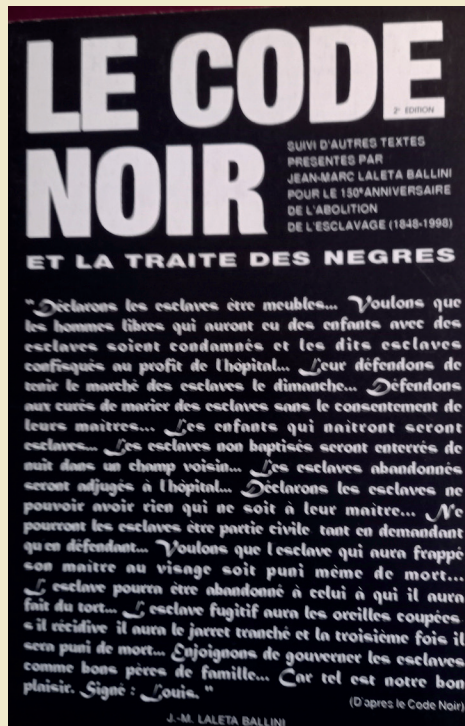 LE CODE
2e EDITION
NOIR
SUIVI D'AUTRES TEXTES
PRESENTES PAR
JEAN-MARC LALETA BALLINI
POUR LE 150e ANNIVERSAIRE
DE L'ABOLITION
DE L'ESCLAVAGE (1848-1998)
ET LA TRAITE DES NEGRES
"Déclarons les esclaves être meubles... Voulons que
les hommes libres qui auront eu des enfants avec des
esclaves soient condamnés et les dits esclaves
confisqués au profit de l'hôpital... Leur défendons de
tenir le marché des esclaves le dimanche... Défendons
aux curés de marier des esclaves sans le consentement de
leurs maîtres... Les enfants qui naîtront seront
esclaves... Les esclaves non baptisés seront enterrés de
nuit dans un champ voisin... Les esclaves abandonnés
seront adjugés à l'hôpital... Déclarons les esclaves ne
pouvoir avoir rien qui ne soit à leur maître... Ne
pourront les esclaves être partie civile tant en demandant
qu'en défendant... Voulons que l'esclave qui aura frappé
son maître au visage soit puni même de mort...
L'esclave pourra être abandonné à celui à qui il aura
fait du tort... L'esclave fugitif aura les oreilles coupées
s'il récidive il aura le jarret tranché et la troisième fois il
sera puni de mort... Enjoignons de gouverner les esclaves
comme bons pères de famille... Car tel est notre bon
plaisir. Signé : Louis."
(D'apres le Code Noir)
J.-M. LALETA BALLINI